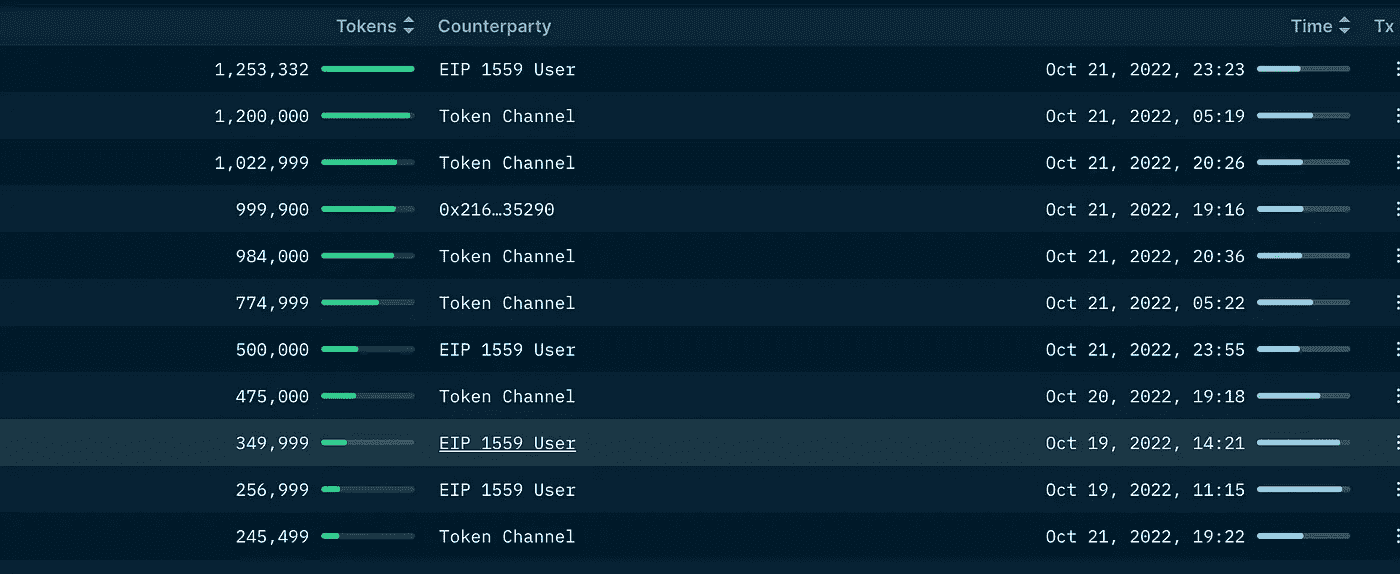 Tokens Counterparty Time Tx
1,253,332 EIP 1559 User Oct 21, 2022, 23:23
1,200,000 Token Channel Oct 21, 2022, 05:19
1,022,999 Token Channel Oct 21, 2022, 20:26
999,900 0x216…35290 Oct 21, 2022, 19:16
984,000 Token Channel Oct 21, 2022, 20:36
774,999 Token Channel Oct 21, 2022, 05:22
500,000 EIP 1559 User Oct 21, 2022, 23:55
475,000 Token Channel Oct 20, 2022, 19:18
349,999 EIP 1559 User Oct 19, 2022, 14:21
256,999 EIP 1559 User Oct 19, 2022, 11:15
245,499 Token Channel Oct 21, 2022, 19:22